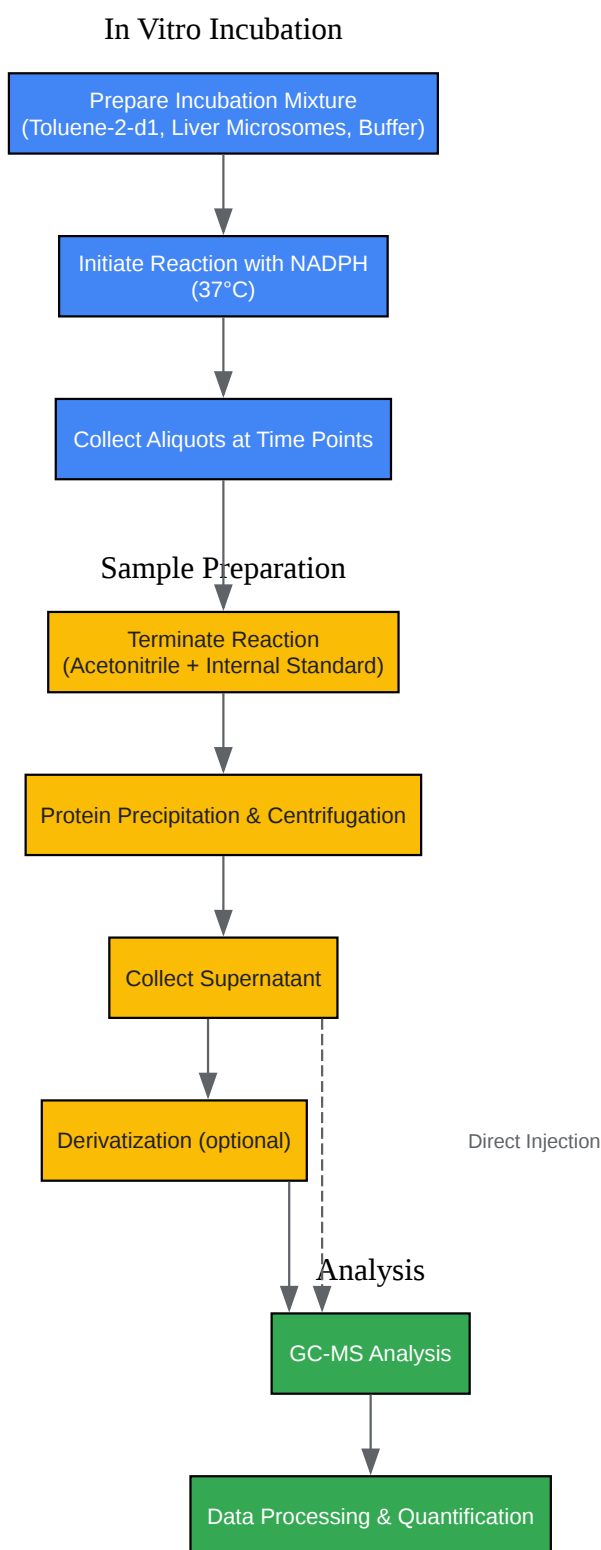 In Vitro Incubation
Prepare Incubation Mixture
(Toluene-2-d1, Liver Microsomes, Buffer)
Initiate Reaction with NADPH
(37°C)
Collect Aliquots at Time Points
Sample Preparation
Terminate Reaction
(Acetonitrile + Internal Standard)
Protein Precipitation & Centrifugation
Collect Supernatant
Derivatization (optional)
Direct Injection
Analysis
GC-MS Analysis
Data Processing & Quantification